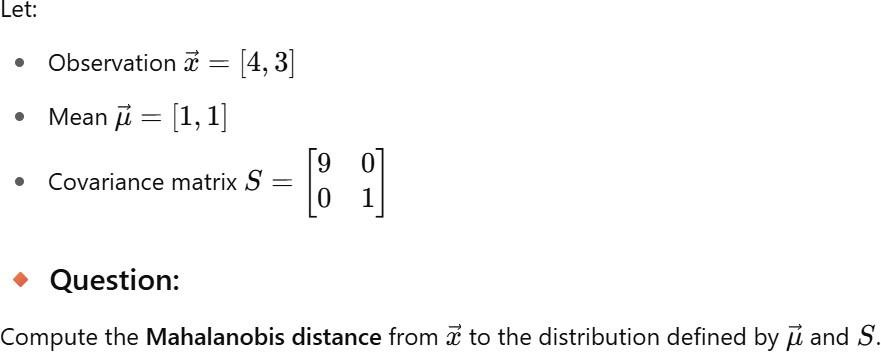 Let:
• Observation $\vec{x} = [4, 3]$
• Mean $\vec{\mu} = [1, 1]$
• Covariance matrix $S = \begin{bmatrix} 9 & 0 \\ 0 & 1 \end{bmatrix}$
🔸 Question:
Compute the Mahalanobis distance from $\vec{x}$ to the distribution defined by $\vec{\mu}$ and $S$.